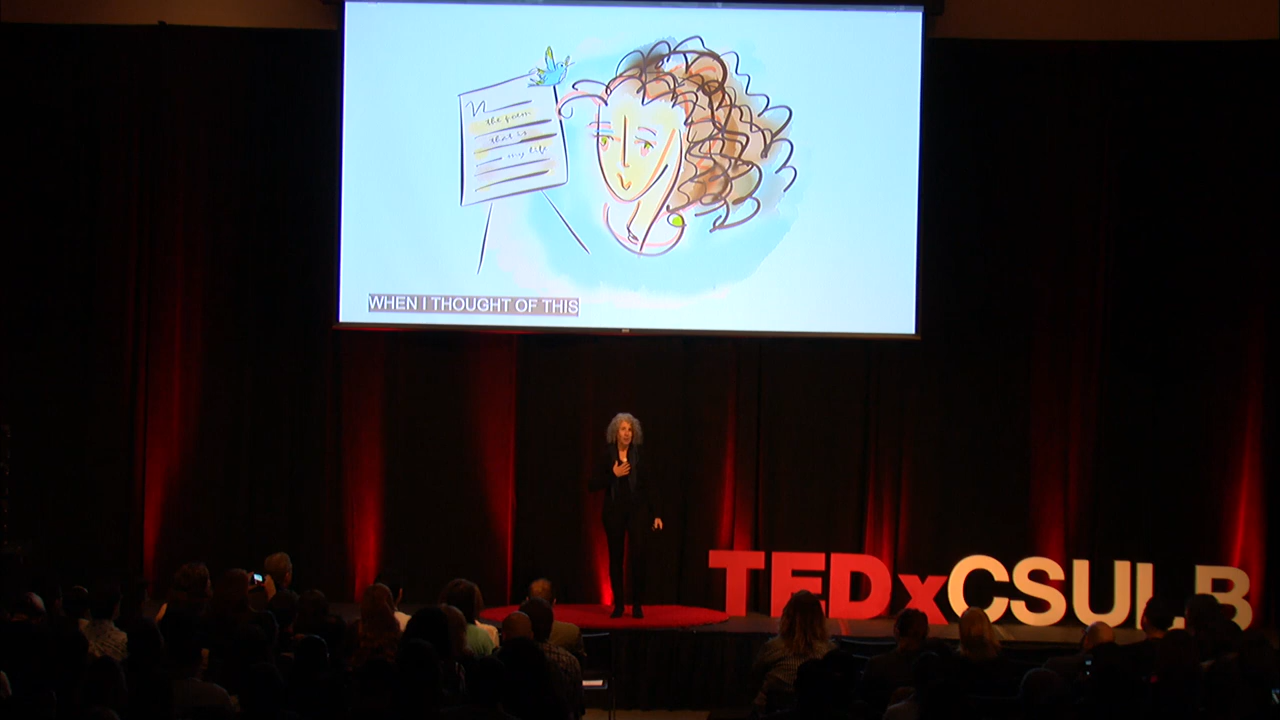 the poem
that is
my life
WHEN I THOUGHT OF THIS
TEDxCSULB